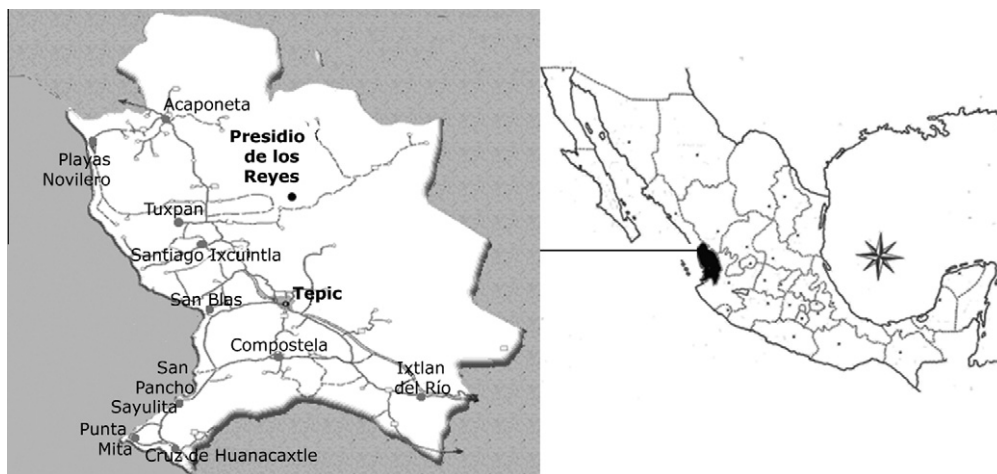 Acaponeta
Presidio
de los
Reyes
Playas
Novilero
Tuxpan
Santiago Ixcuintla
Tepic
San Blas
Compostela
San
Pancho
Ixtlan
del Río
Sayulita
Punta
Mita
Cruz de Huanacaxtle